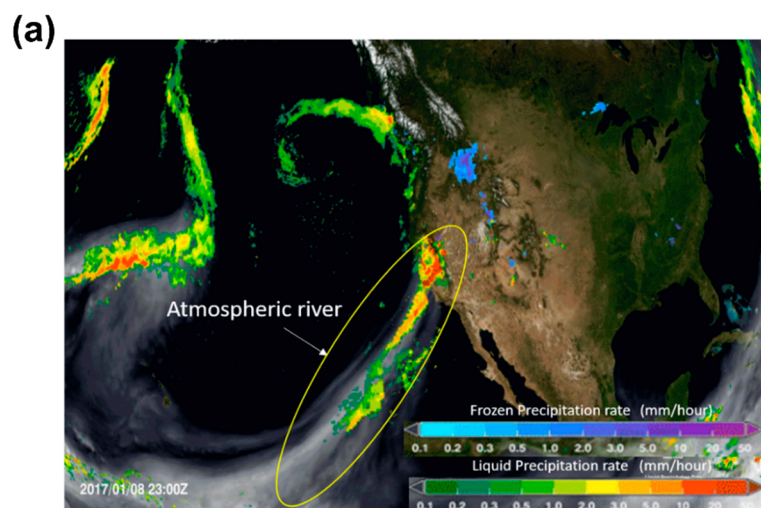 (a)
Atmospheric river
Frozen Precipitation rate (mm/hour)
0.1 0.2 0.3 0.5 1.0 2.0 3.0 5.0 10 20 50
Liquid Precipitation rate (mm/hour)
0.1 0.2 0.3 0.5 1.0 2.0 3.0 5.0 10 20 50
2017/01/08 23:00Z